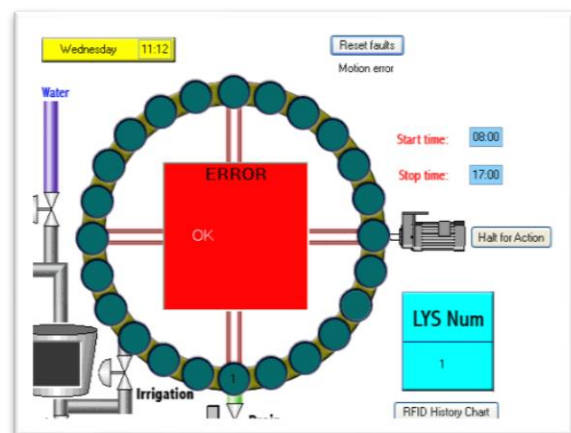 Wednesday 11:12
Reset faults
Motion error
Water
Start time: 08:00
ERROR
Stop time: 17:00
OK
Halt for Action
LYS Num
1
1
Irrigation
RFID History Chart
Drain